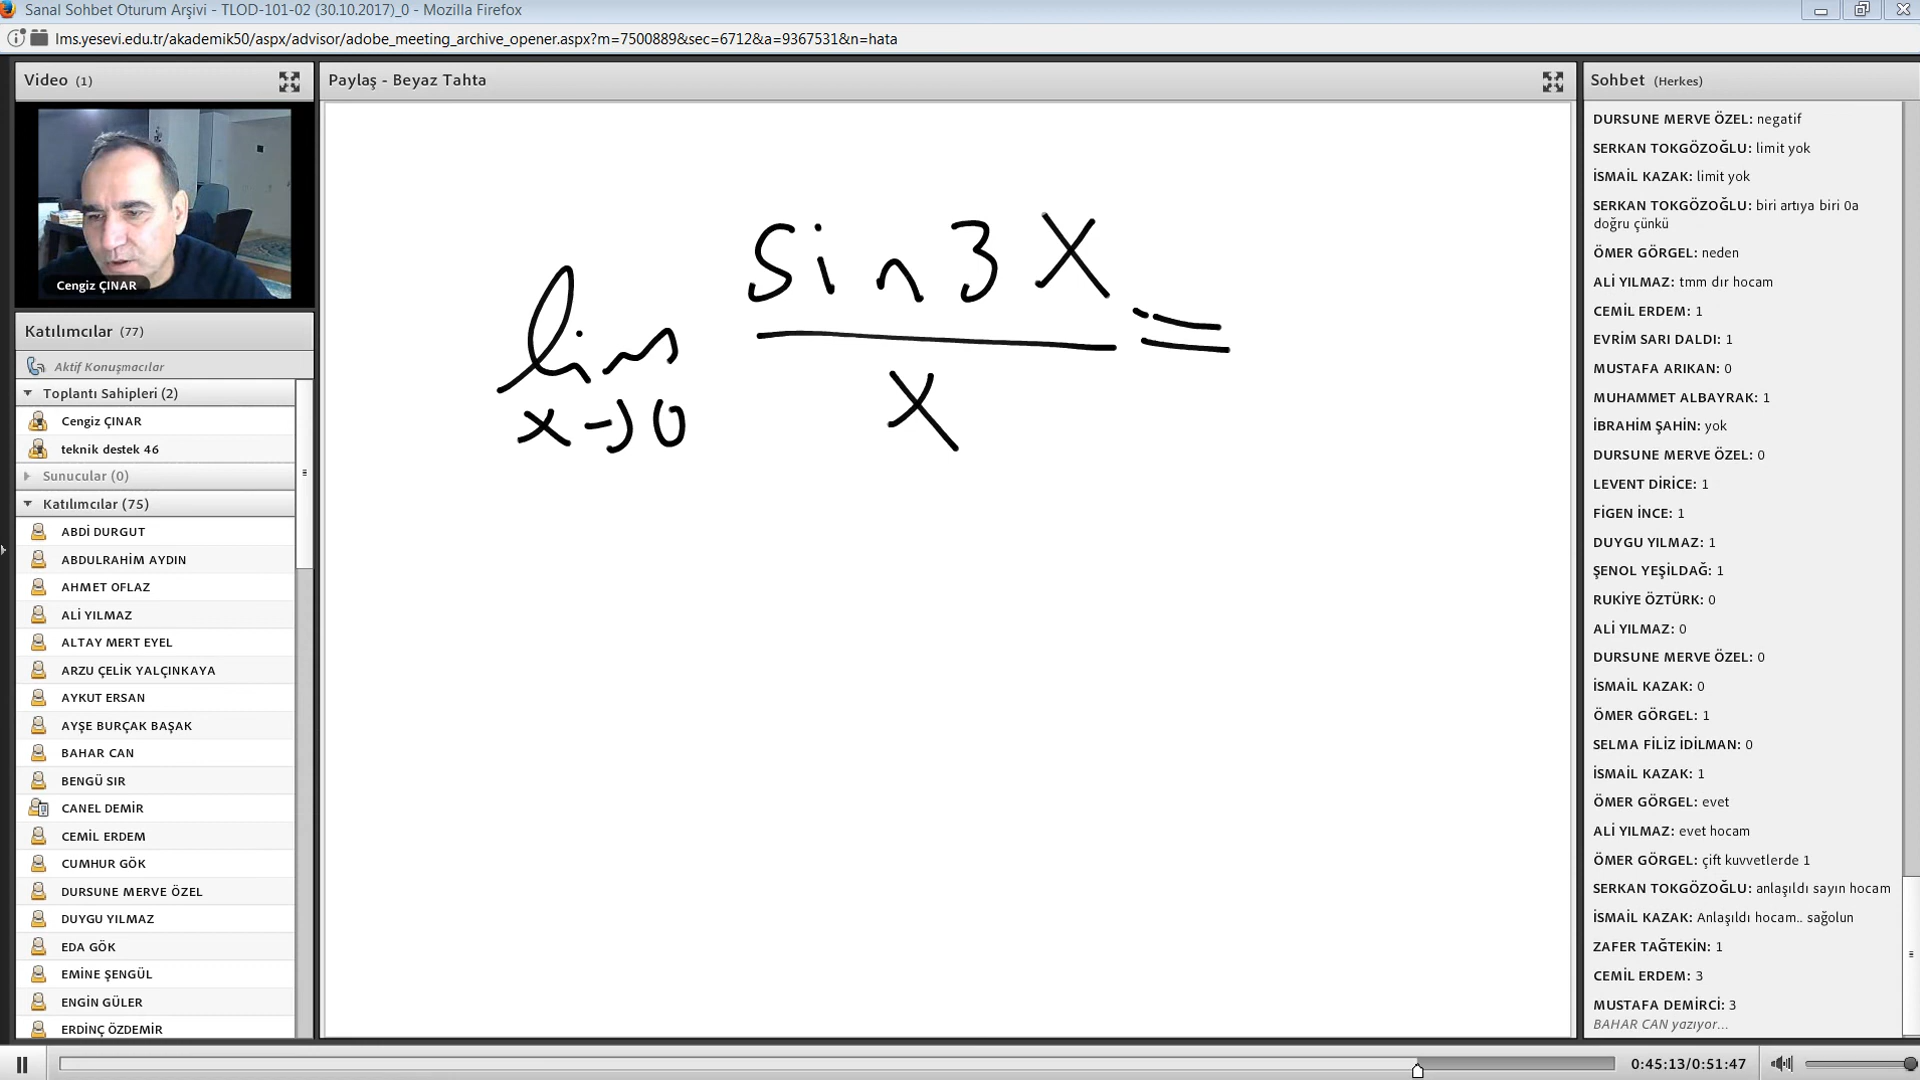 Sanal Sohbet Oturum Arşivi - TLOD-101-02 (30.10.2017)_0 - Mozilla Firefox
lms.yesevi.edu.tr/akademik50/aspx/advisor/adobe_meeting_archive_opener.aspx?m=7500889&sec=6712&a=9367531&n=hata
Video (1)
Cengiz ÇINAR
Katılımcılar (77)
Aktif Konuşmacılar
Toplantı Sahipleri (2)
Cengiz ÇINAR
teknik destek 46
Sunucular (0)
Katılımcılar (75)
ABDİ DURGUT
ABDULRAHİM AYDIN
AHMET OFLAZ
ALİ YILMAZ
ALTAY MERT EYEL
ARZU ÇELİK YALÇINKAYA
AYKUT ERSAN
AYŞE BURÇAK BAŞAK
BAHAR CAN
BENGÜ SIR
CANEL DEMİR
CEMİL ERDEM
CUMHUR GÖK
DURSUNE MERVE ÖZEL
DUYGU YILMAZ
EDA GÖK
EMİNE ŞENGÜL
ENGİN GÜLER
ERDİNÇ ÖZDEMİR
Paylaş - Beyaz Tahta
sin 3 X
lim =
x→0 X
Sohbet (Herkes)
DURSUNE MERVE ÖZEL: negatif
SERKAN TOKGÖZOĞLU: limit yok
İSMAİL KAZAK: limit yok
SERKAN TOKGÖZOĞLU: biri artıya biri 0a
doğru çünkü
ÖMER GÖRGEL: neden
ALİ YILMAZ: tmm dır hocam
CEMİL ERDEM: 1
EVRİM SARI DALDI: 1
MUSTAFA ARIKAN: 0
MUHAMMET ALBAYRAK: 1
İBRAHİM ŞAHİN: yok
DURSUNE MERVE ÖZEL: 0
LEVENT DİRİCE: 1
FİGEN İNCE: 1
DUYGU YILMAZ: 1
ŞENOL YEŞİLDAĞ: 1
RUKİYE ÖZTÜRK: 0
ALİ YILMAZ: 0
DURSUNE MERVE ÖZEL: 0
İSMAİL KAZAK: 0
ÖMER GÖRGEL: 1
SELMA FİLİZ İDİLMAN: 0
İSMAİL KAZAK: 1
ÖMER GÖRGEL: evet
ALİ YILMAZ: evet hocam
ÖMER GÖRGEL: çift kuvvetlerde 1
SERKAN TOKGÖZOĞLU: anlaşıldı sayın hocam
İSMAİL KAZAK: Anlaşıldı hocam.. sağolun
ZAFER TAĞTEKİN: 1
CEMİL ERDEM: 3
MUSTAFA DEMİRCİ: 3
BAHAR CAN yazıyor...
0:45:13/0:51:47